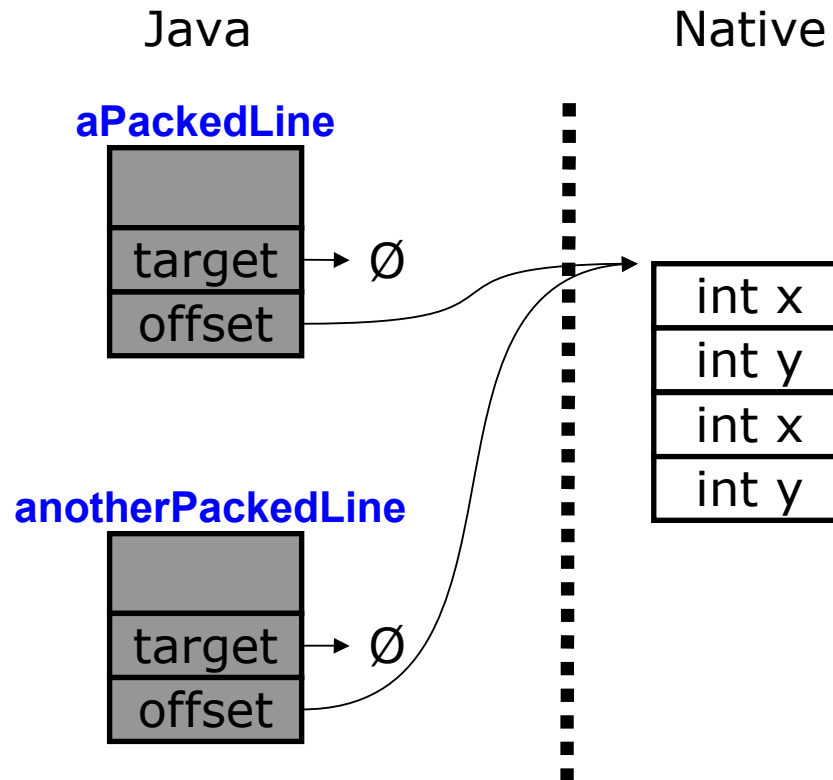 Java
Native
aPackedLine
target
Ø
offset
int x
int y
int x
int y
anotherPackedLine
target
Ø
offset